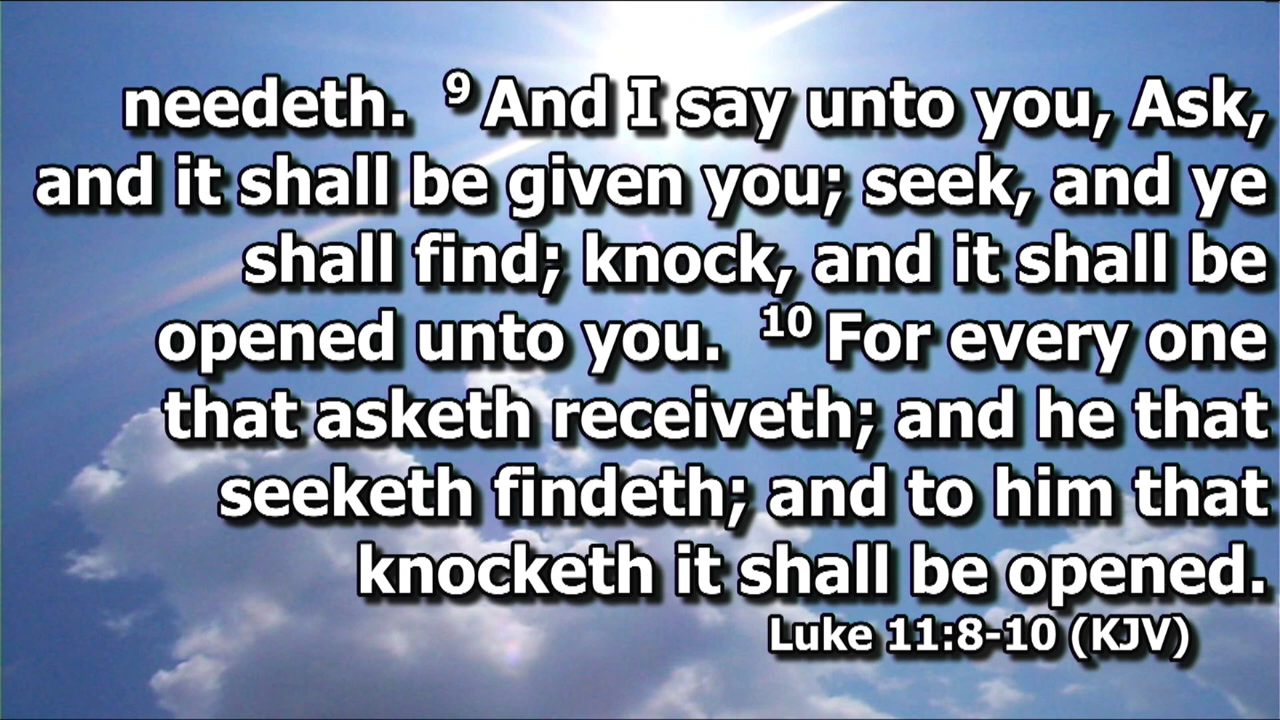 needeth. ⁹ And I say unto you, Ask,
and it shall be given you; seek, and ye
shall find; knock, and it shall be
opened unto you. ¹⁰ For every one
that asketh receiveth; and he that
seeketh findeth; and to him that
knocketh it shall be opened.
Luke 11:8-10 (KJV)